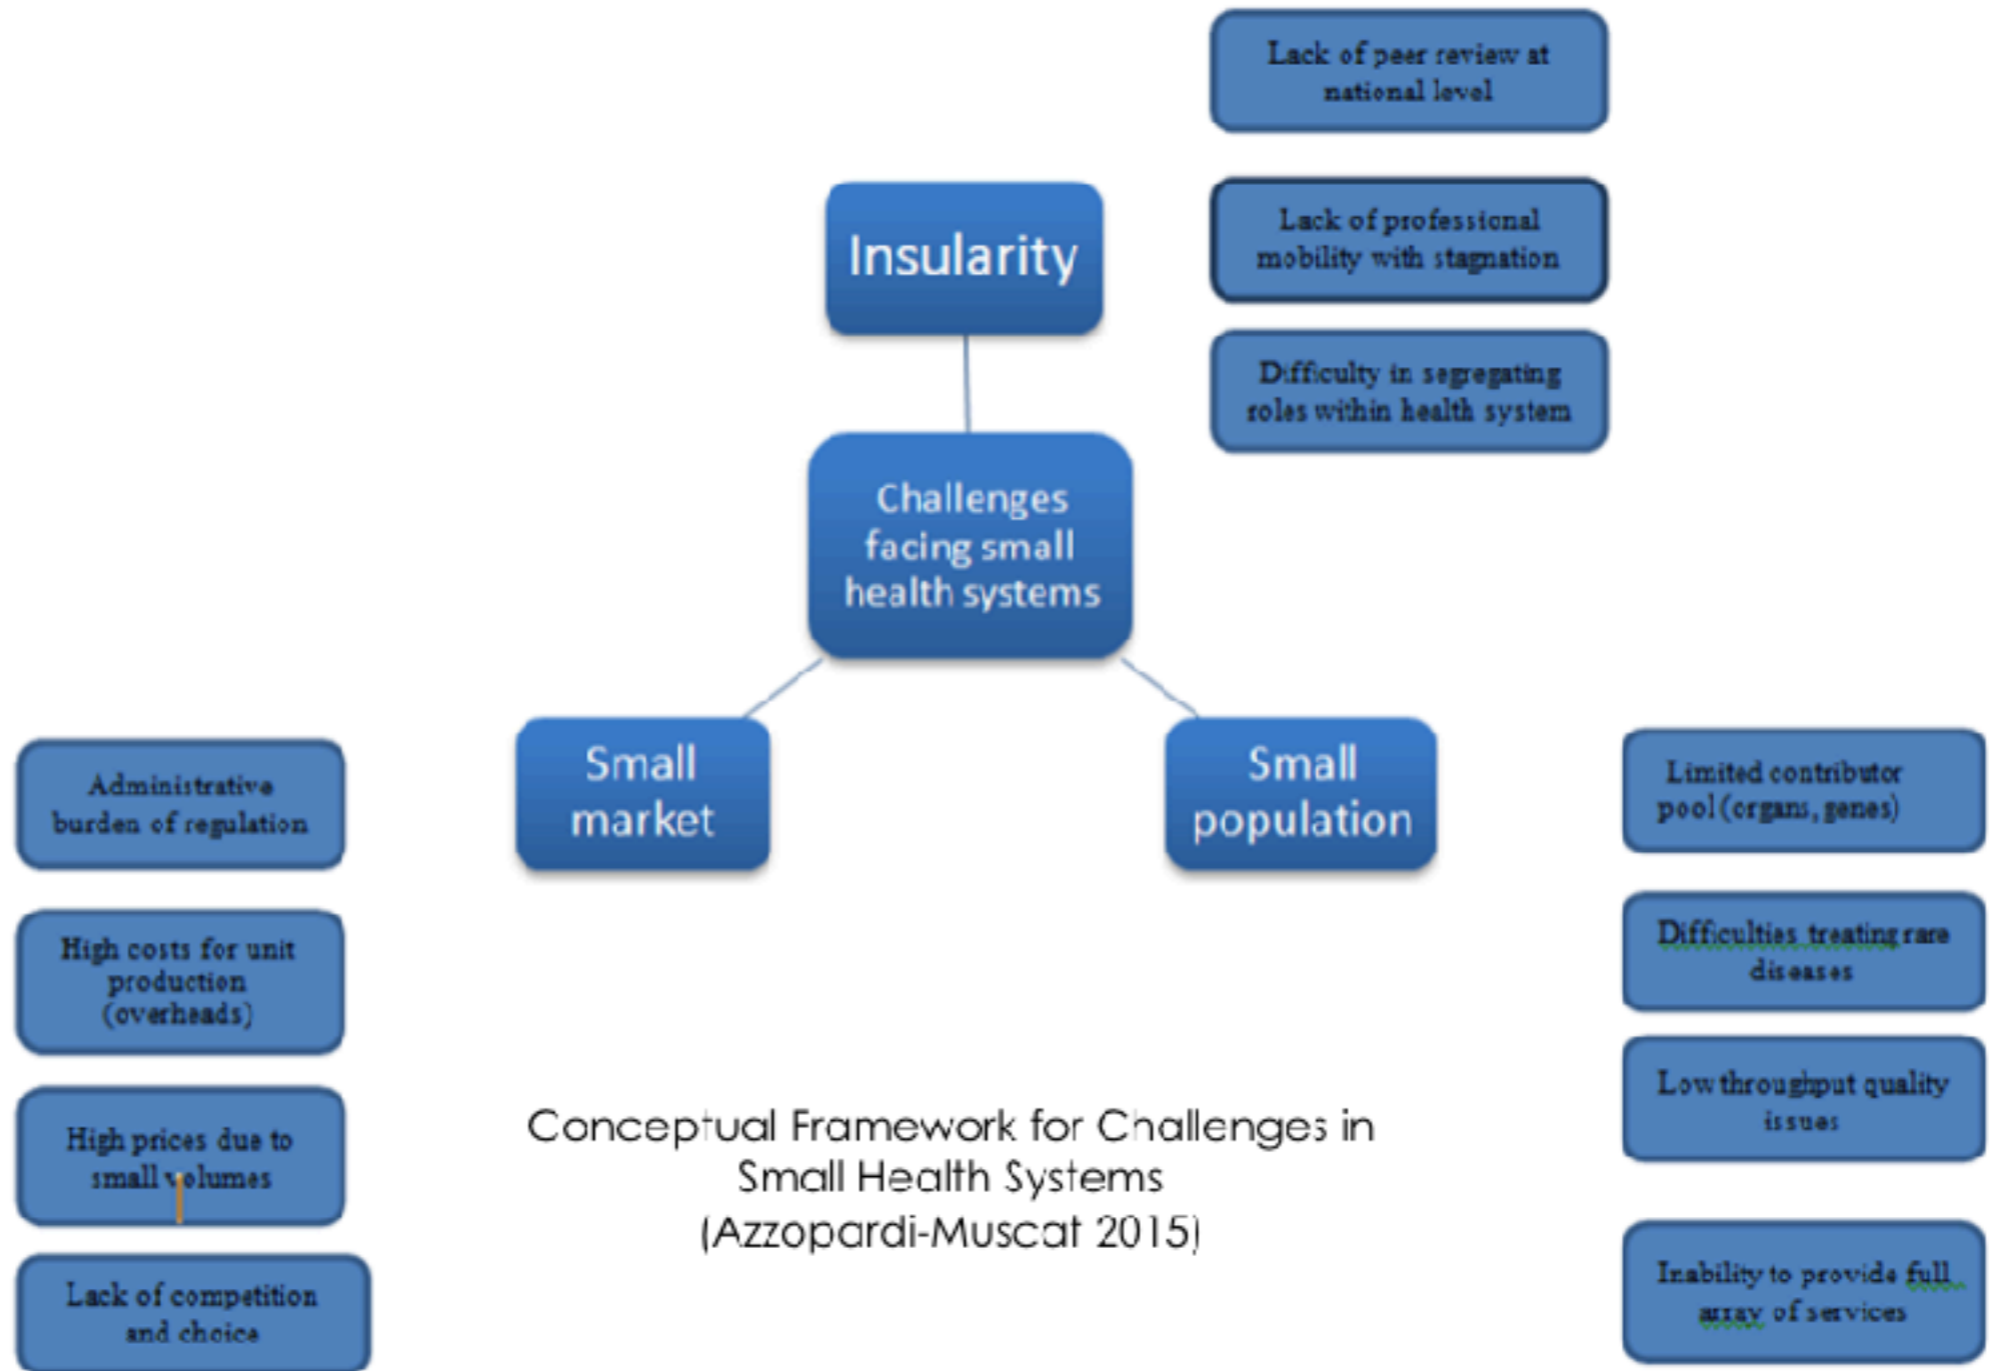 Lack of peer review at
national level
Insularity
Lack of professional
mobility with stagnation
Difficulty in segregating
roles within health system
Challenges
facing small
health systems
Small
market
Small
population
Administrative
burden of regulation
High costs for unit
production
(overheads)
High prices due to
small volumes
Lack of competition
and choice
Limited contributor
pool (organs, genes)
Difficulties treating rare
diseases
Low throughput quality
issues
Inability to provide full
array of services
Conceptual Framework for Challenges in
Small Health Systems
(Azzopardi-Muscat 2015)